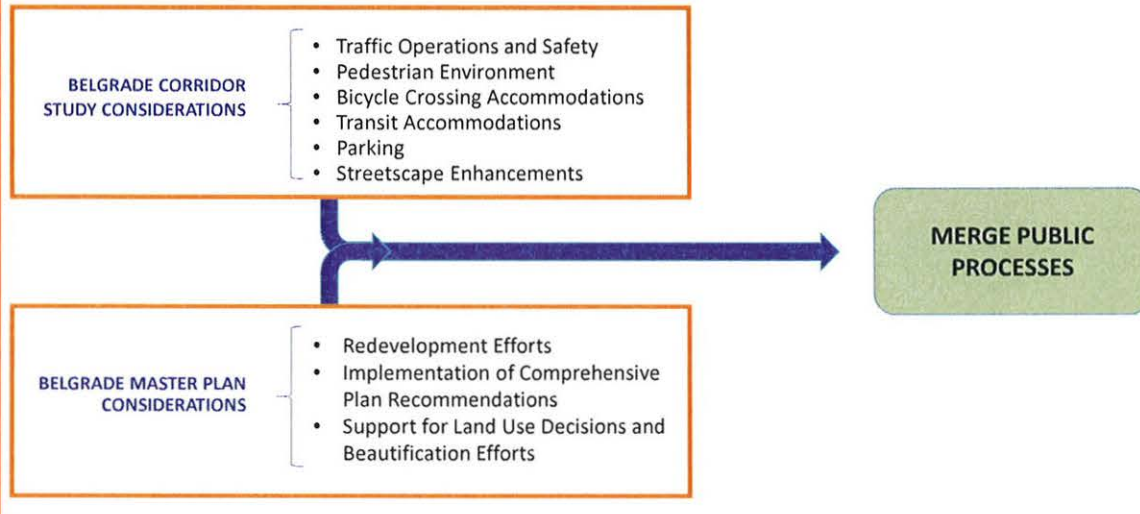 BELGRADE CORRIDOR
STUDY CONSIDERATIONS
• Traffic Operations and Safety
• Pedestrian Environment
• Bicycle Crossing Accommodations
• Transit Accommodations
• Parking
• Streetscape Enhancements
MERGE PUBLIC
PROCESSES
BELGRADE MASTER PLAN
CONSIDERATIONS
• Redevelopment Efforts
• Implementation of Comprehensive
Plan Recommendations
• Support for Land Use Decisions and
Beautification Efforts